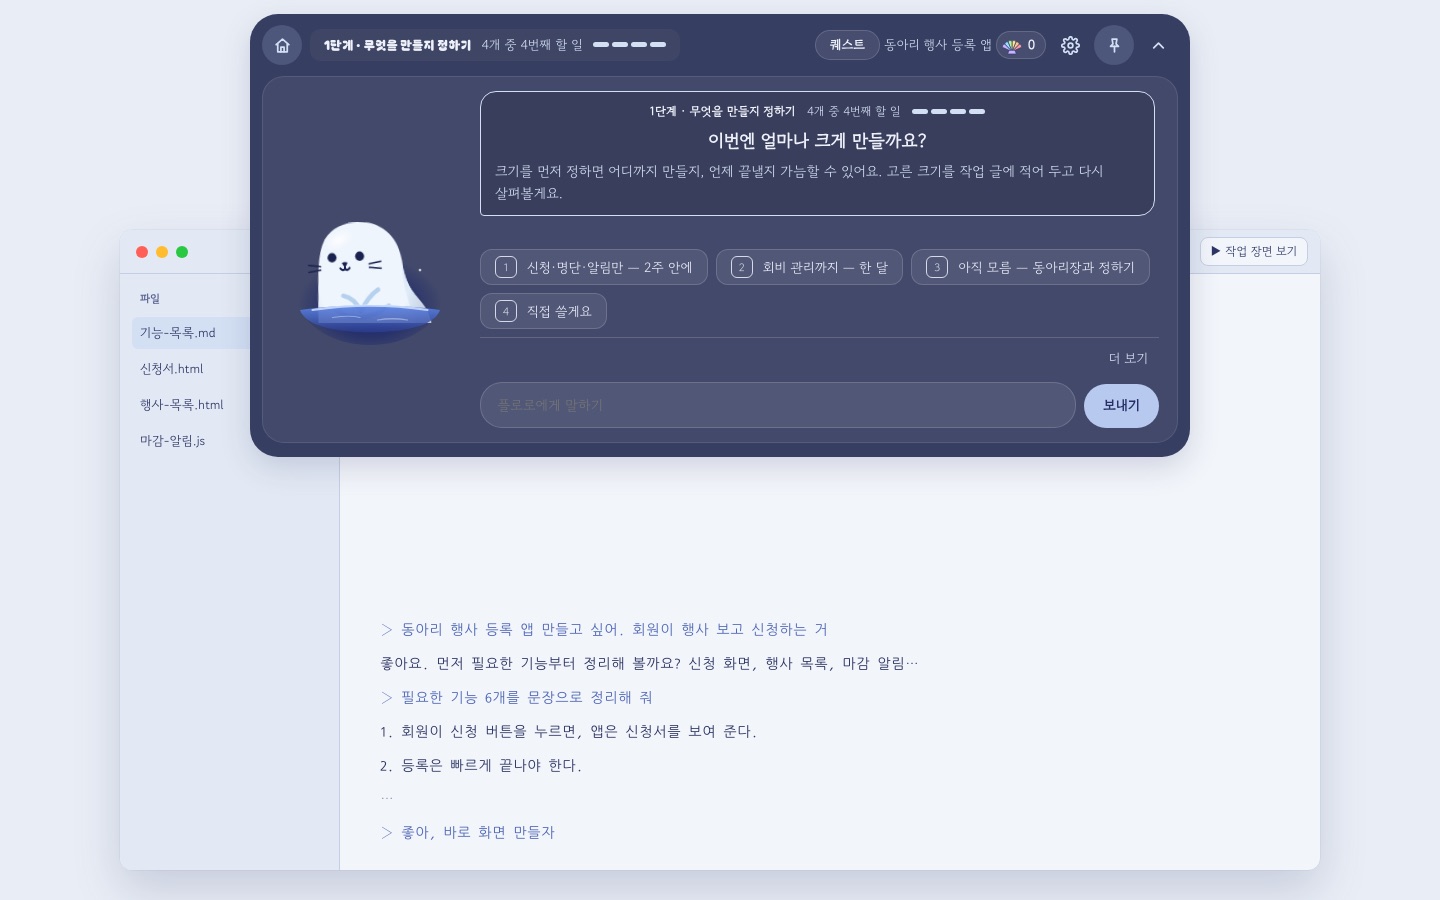 1단계 · 무엇을 만들지 정하기 4개 중 4번째 할 일
퀘스트 동아리 행사 등록 앱 0
1단계 · 무엇을 만들지 정하기 4개 중 4번째 할 일
이번엔 얼마나 크게 만들까요?
크기를 먼저 정하면 어디까지 만들지, 언제 끝낼지 가늠할 수 있어요. 고른 크기를 작업 글에 적어 두고 다시
살펴볼게요.
1 신청·명단·알림만 — 2주 안에
2 회비 관리까지 — 한 달
3 아직 모름 — 동아리장과 정하기
4 직접 쓸게요
더 보기
플로로에게 말하기
보내기
▶ 작업 장면 보기
파일
기능-목록.md
신청서.html
행사-목록.html
마감-알림.js
> 동아리 행사 등록 앱 만들고 싶어. 회원이 행사 보고 신청하는 거
좋아요. 먼저 필요한 기능부터 정리해 볼까요? 신청 화면, 행사 목록, 마감 알림…
> 필요한 기능 6개를 문장으로 정리해 줘
1. 회원이 신청 버튼을 누르면, 앱은 신청서를 보여 준다.
2. 등록은 빠르게 끝나야 한다.
…
> 좋아, 바로 화면 만들자